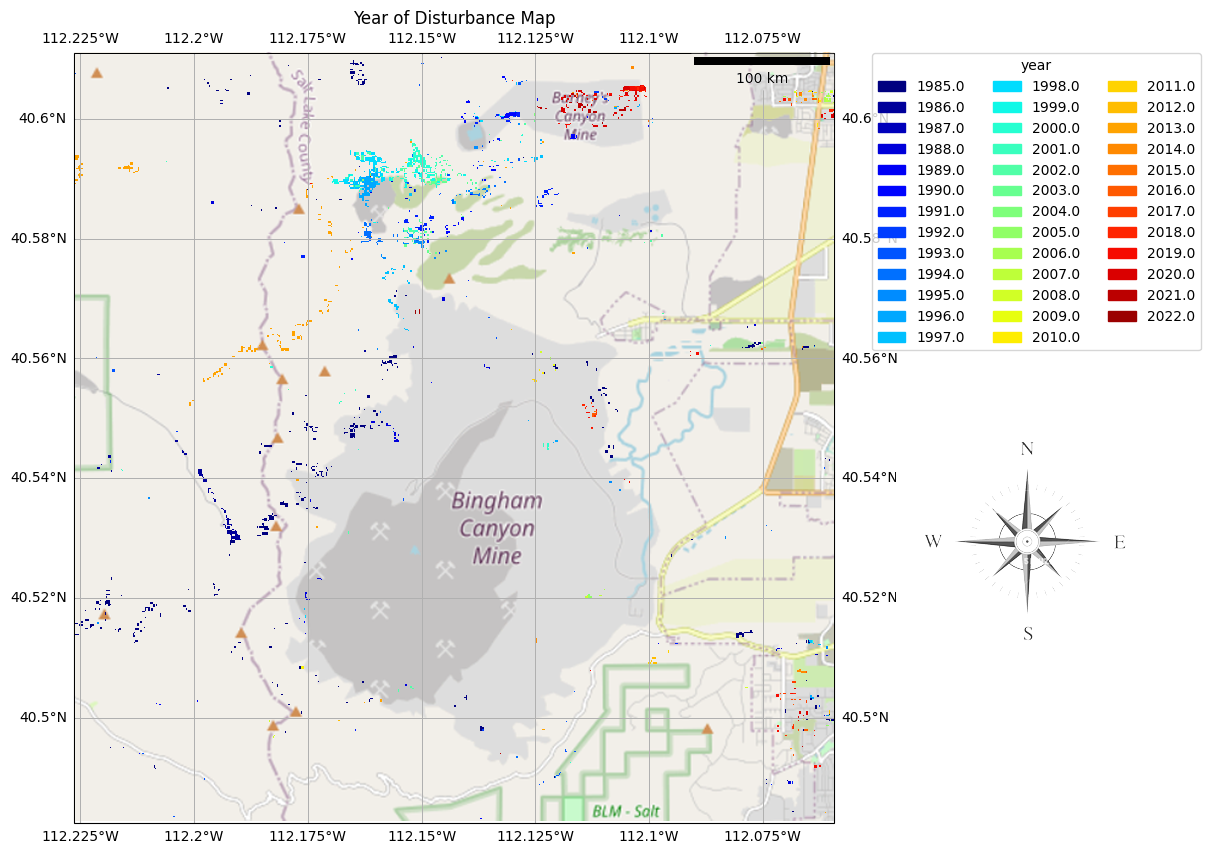 Year of Disturbance Map
112.225°W 112.2°W 112.175°W 112.15°W 112.125°W 112.1°W 112.075°W
100 km
Salt Lake County
Barney's
Canyon
Mine
40.6°N 40.6°N
40.58°N 40.58°N
40.56°N 40.56°N
40.54°N 40.54°N
Bingham
Canyon
Mine
40.52°N 40.52°N
40.5°N 40.5°N
BLM - Salt
112.225°W 112.2°W 112.175°W 112.15°W 112.125°W 112.1°W 112.075°W
year
1985.0 1998.0 2011.0
1986.0 1999.0 2012.0
1987.0 2000.0 2013.0
1988.0 2001.0 2014.0
1989.0 2002.0 2015.0
1990.0 2003.0 2016.0
1991.0 2004.0 2017.0
1992.0 2005.0 2018.0
1993.0 2006.0 2019.0
1994.0 2007.0 2020.0
1995.0 2008.0 2021.0
1996.0 2009.0 2022.0
1997.0 2010.0
N
W E
S